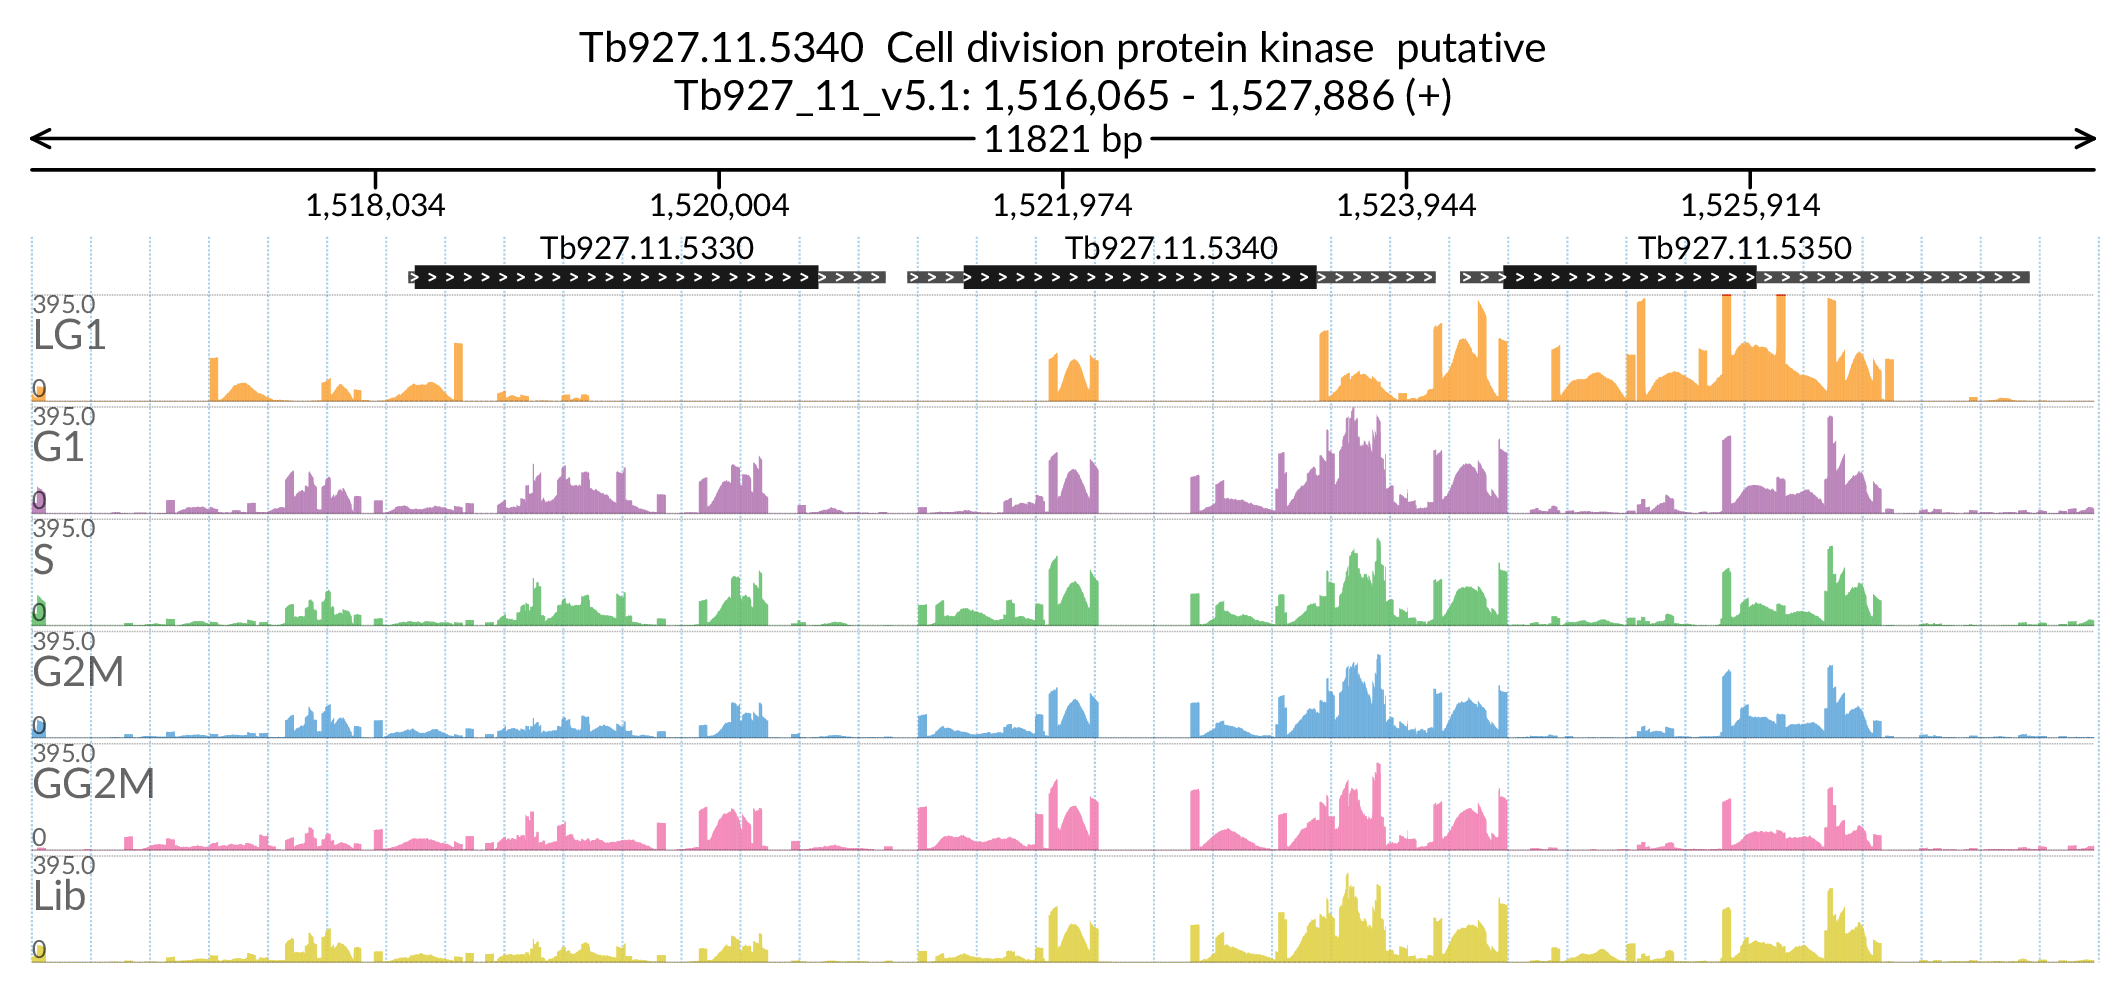 Tb927.11.5340  Cell division protein kinase  putative
Tb927_11_v5.1: 1,516,065 - 1,527,886 (+)
11821 bp
1,518,034 1,520,004 1,521,974 1,523,944 1,525,914
Tb927.11.5330 Tb927.11.5340 Tb927.11.5350
395.0
LG1
0
395.0
G1
0
395.0
S
0
395.0
G2M
0
395.0
GG2M
0
395.0
Lib
0